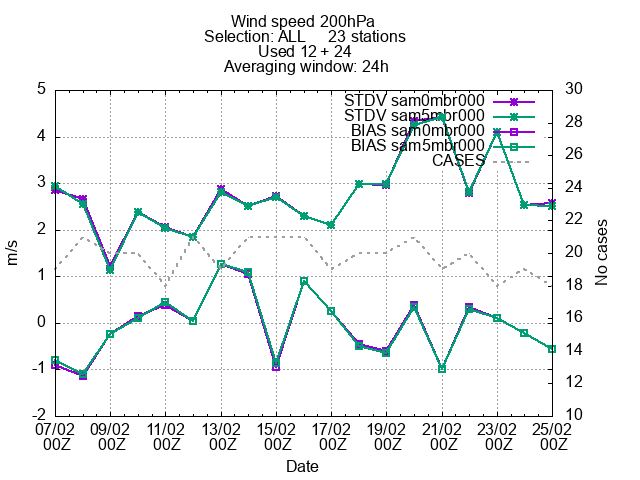 Wind speed 200hPa
Selection: ALL 23 stations
Used 12 + 24
Averaging window: 24h
STDV sam0mbr000
STDV sam5mbr000
BIAS sam0mbr000
BIAS sam5mbr000
CASES
5
4
3
2
1
0
-1
-2
m/s
30
28
26
24
22
20
18
16
14
12
10
No cases
07/02 09/02 11/02 13/02 15/02 17/02 19/02 21/02 23/02 25/02
00Z 00Z 00Z 00Z 00Z 00Z 00Z 00Z 00Z 00Z
Date